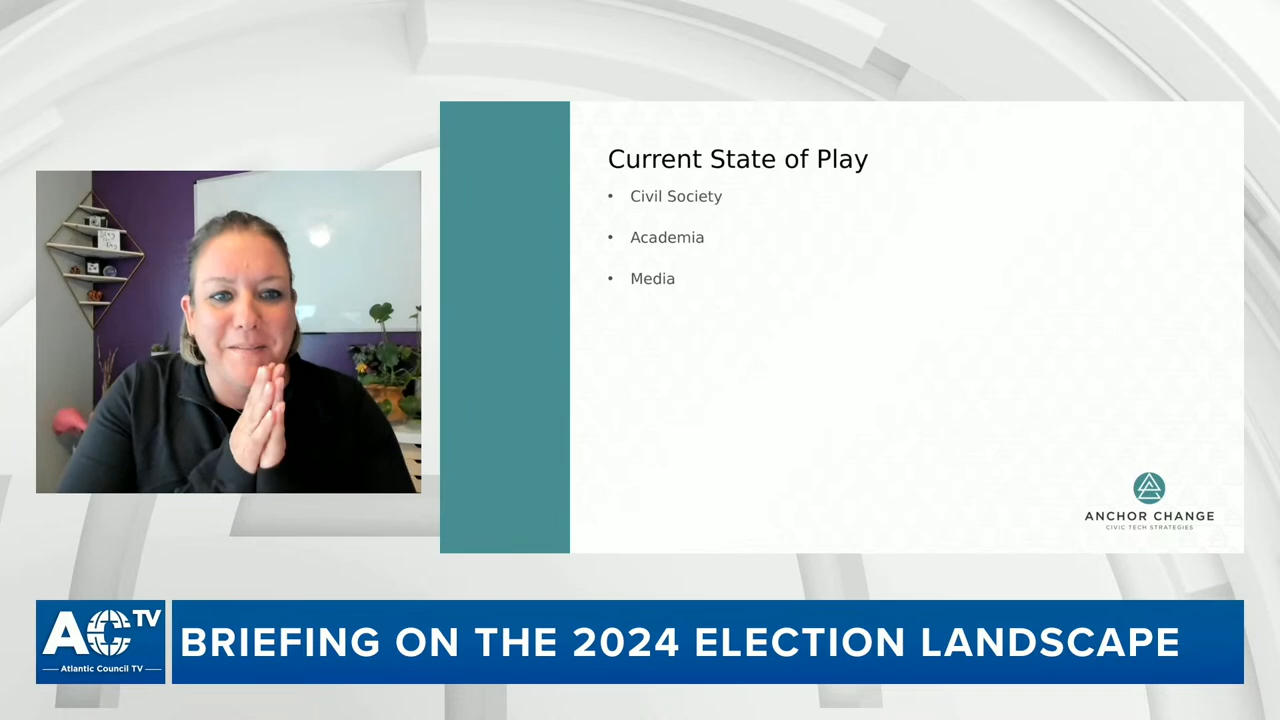 Current State of Play
• Civil Society
• Academia
• Media
ANCHOR CHANGE
CIVIC TECH STRATEGIES
AC TV
Atlantic Council TV
BRIEFING ON THE 2024 ELECTION LANDSCAPE